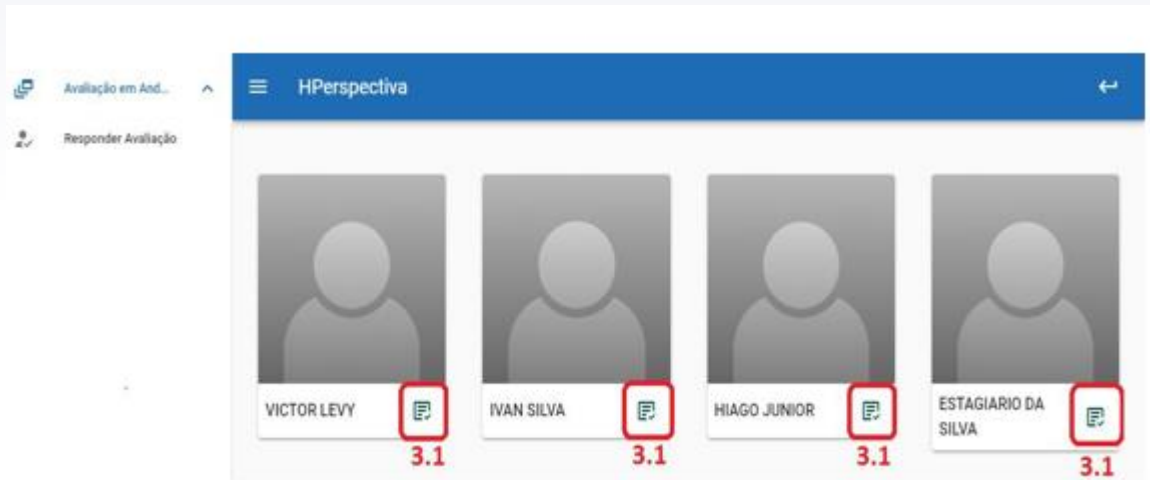 Avaliação em And...
HPerspectiva
Responder Avaliação
VICTOR LEVY
IVAN SILVA
HIAGO JUNIOR
ESTAGIARIO DA
SILVA
3.1
3.1
3.1
3.1